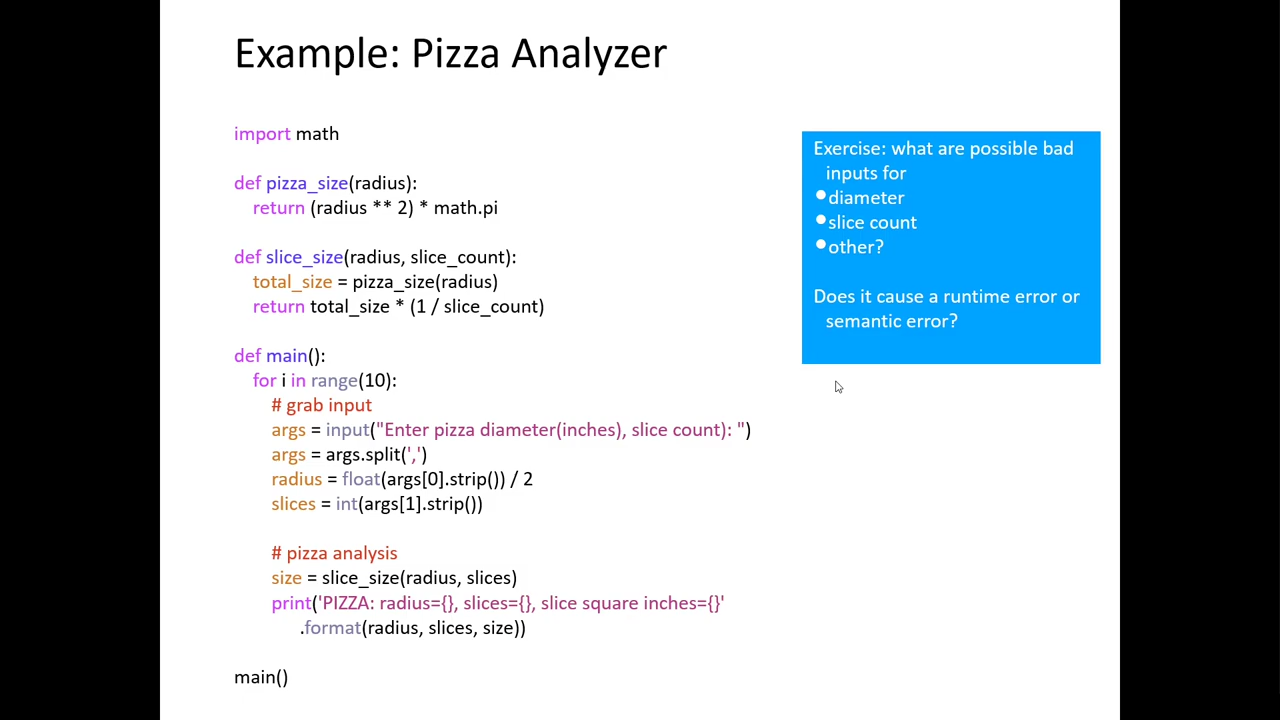 Example: Pizza Analyzer
import math
def pizza_size(radius):
return (radius ** 2) * math.pi
def slice_size(radius, slice_count):
total_size = pizza_size(radius)
return total_size * (1 / slice_count)
def main():
for i in range(10):
# grab input
args = input("Enter pizza diameter(inches), slice count): ")
args = args.split(',')
radius = float(args[0].strip()) / 2
slices = int(args[1].strip())
# pizza analysis
size = slice_size(radius, slices)
print('PIZZA: radius={}, slices={}, slice square inches={}'
.format(radius, slices, size))
main()
Exercise: what are possible bad
inputs for
•diameter
•slice count
•other?
Does it cause a runtime error or
semantic error?